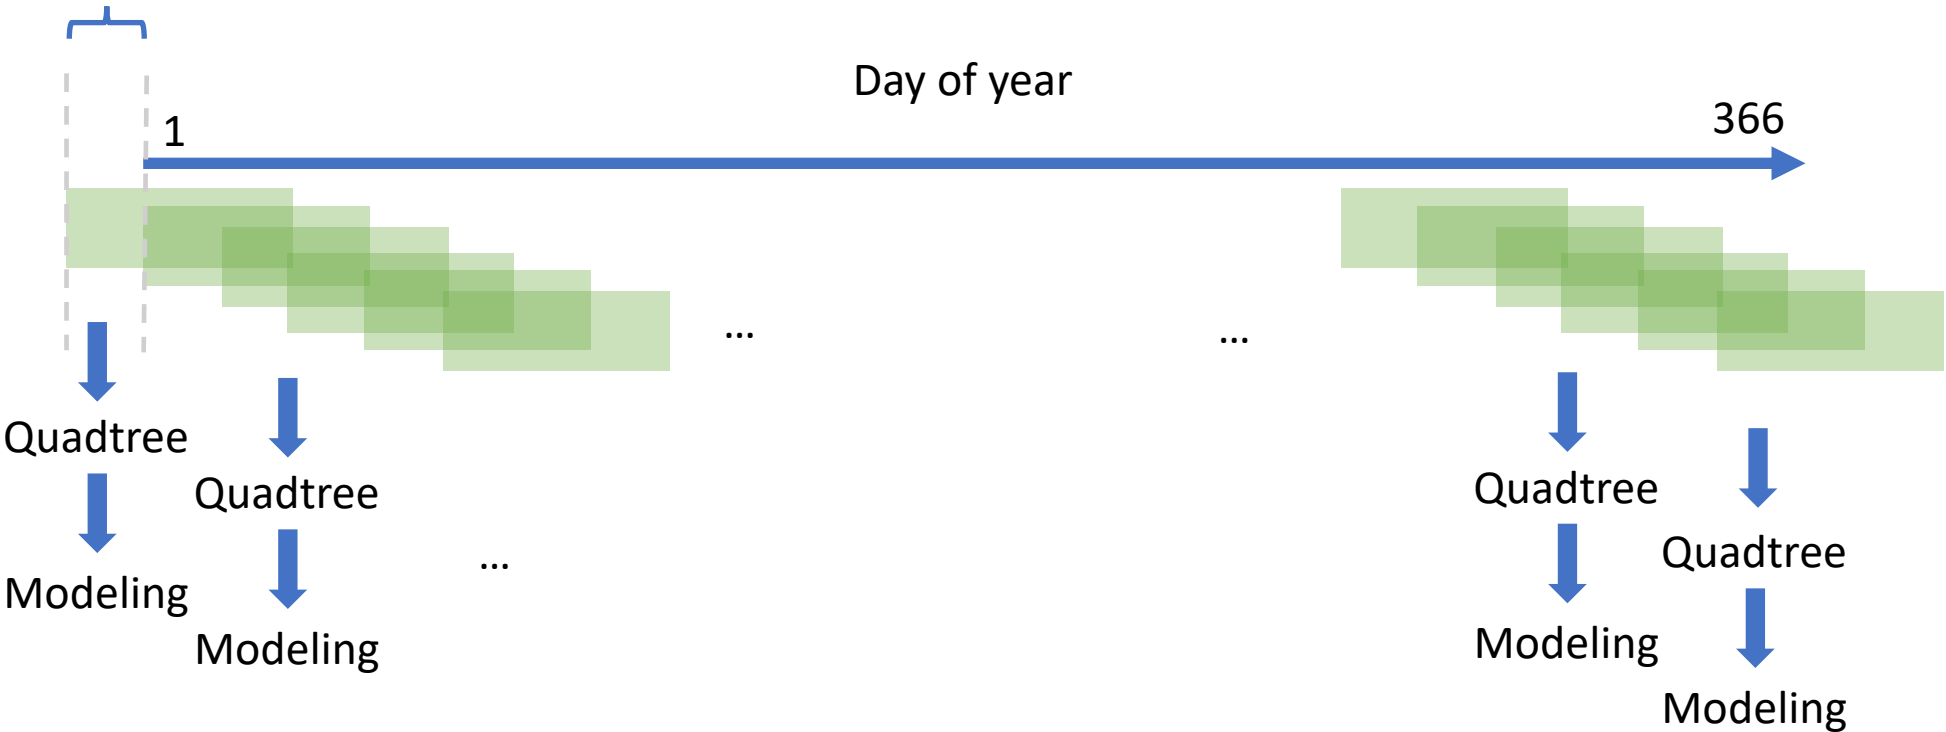 Day of year
1
366
...
...
Quadtree
Quadtree
Quadtree
Quadtree
...
Modeling
Modeling
Modeling
Modeling